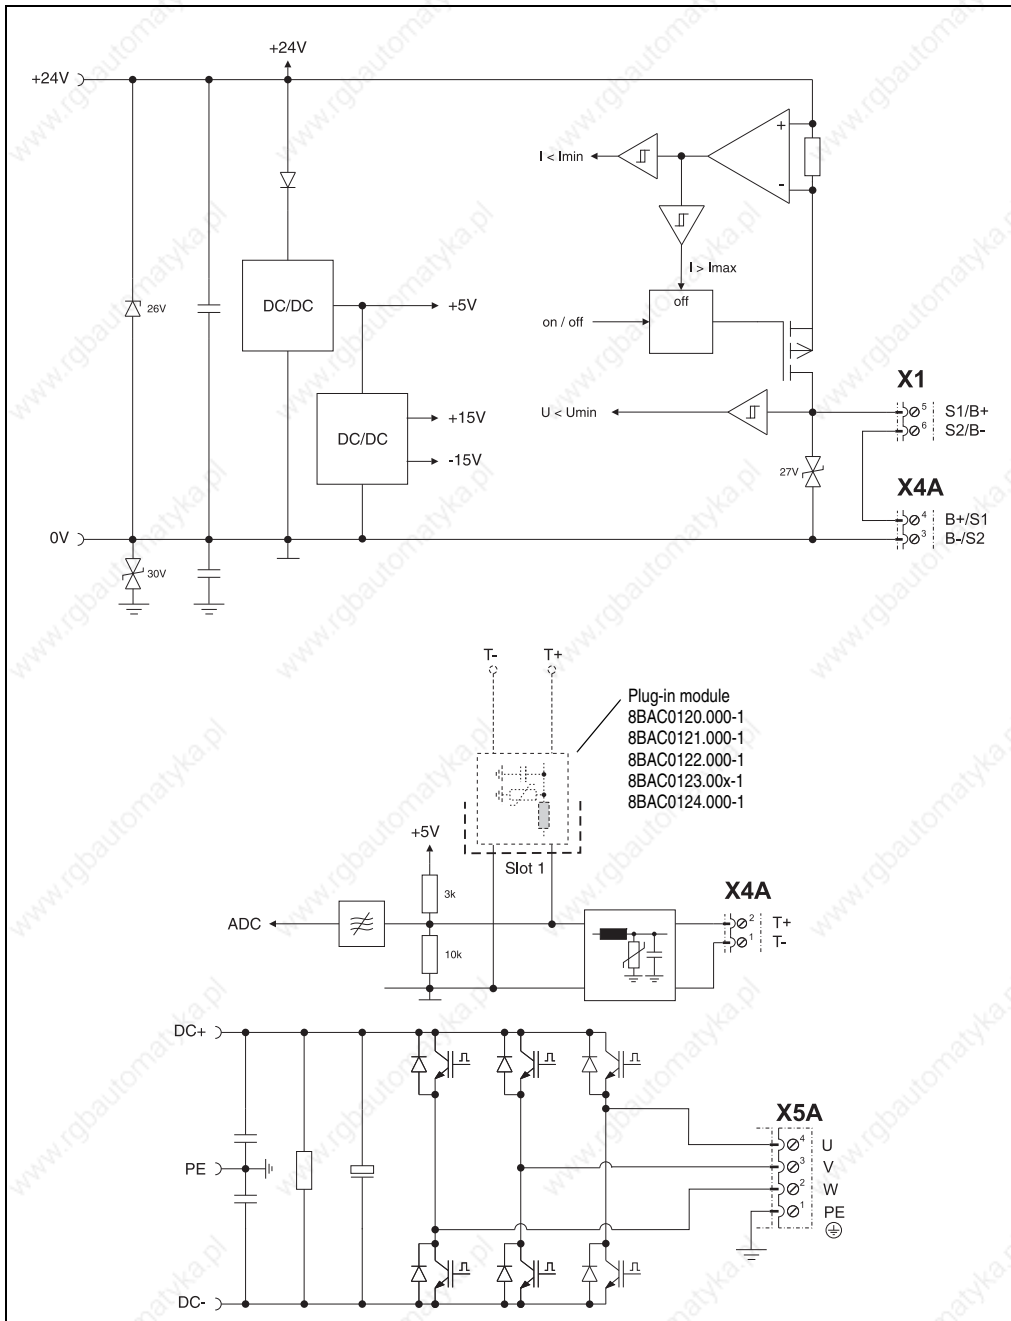 +24V
+24V
+
-
I < Imin
I > Imax
26V
DC/DC
+5V
off
on / off
X1
5
S1/B+
6
S2/B-
U < Umin
DC/DC
+15V
-15V
27V
X4A
4
B+/S1
3
B-/S2
0V
30V
T-
T+
Plug-in module
8BAC0120.000-1
8BAC0121.000-1
8BAC0122.000-1
8BAC0123.00x-1
8BAC0124.000-1
+5V
Slot 1
3k
X4A
ADC
2
T+
1
T-
10k
DC+
X5A
4
U
PE
3
V
2
W
1
PE
DC-
www.rgbautomatyka.pl